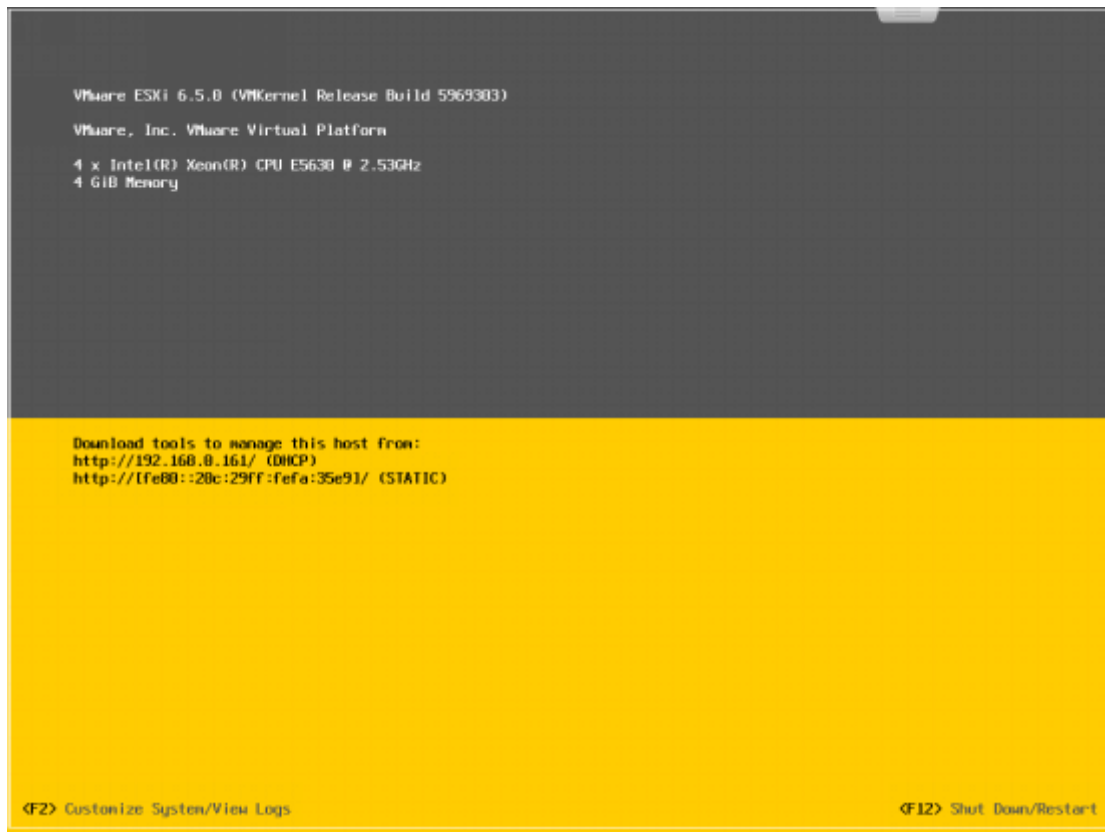 VMware ESXi 6.5.0 (VMKernel Release Build 5969303)
VMware, Inc. VMware Virtual Platform
4 x Intel(R) Xeon(R) CPU E5630 @ 2.53GHz
4 GiB Memory
Download tools to manage this host from:
http://192.168.0.161/ (DHCP)
http://[fe80::20c:29ff:fefa:35e9]/ (STATIC)
<F2> Customize System/View Logs
<F12> Shut Down/Restart